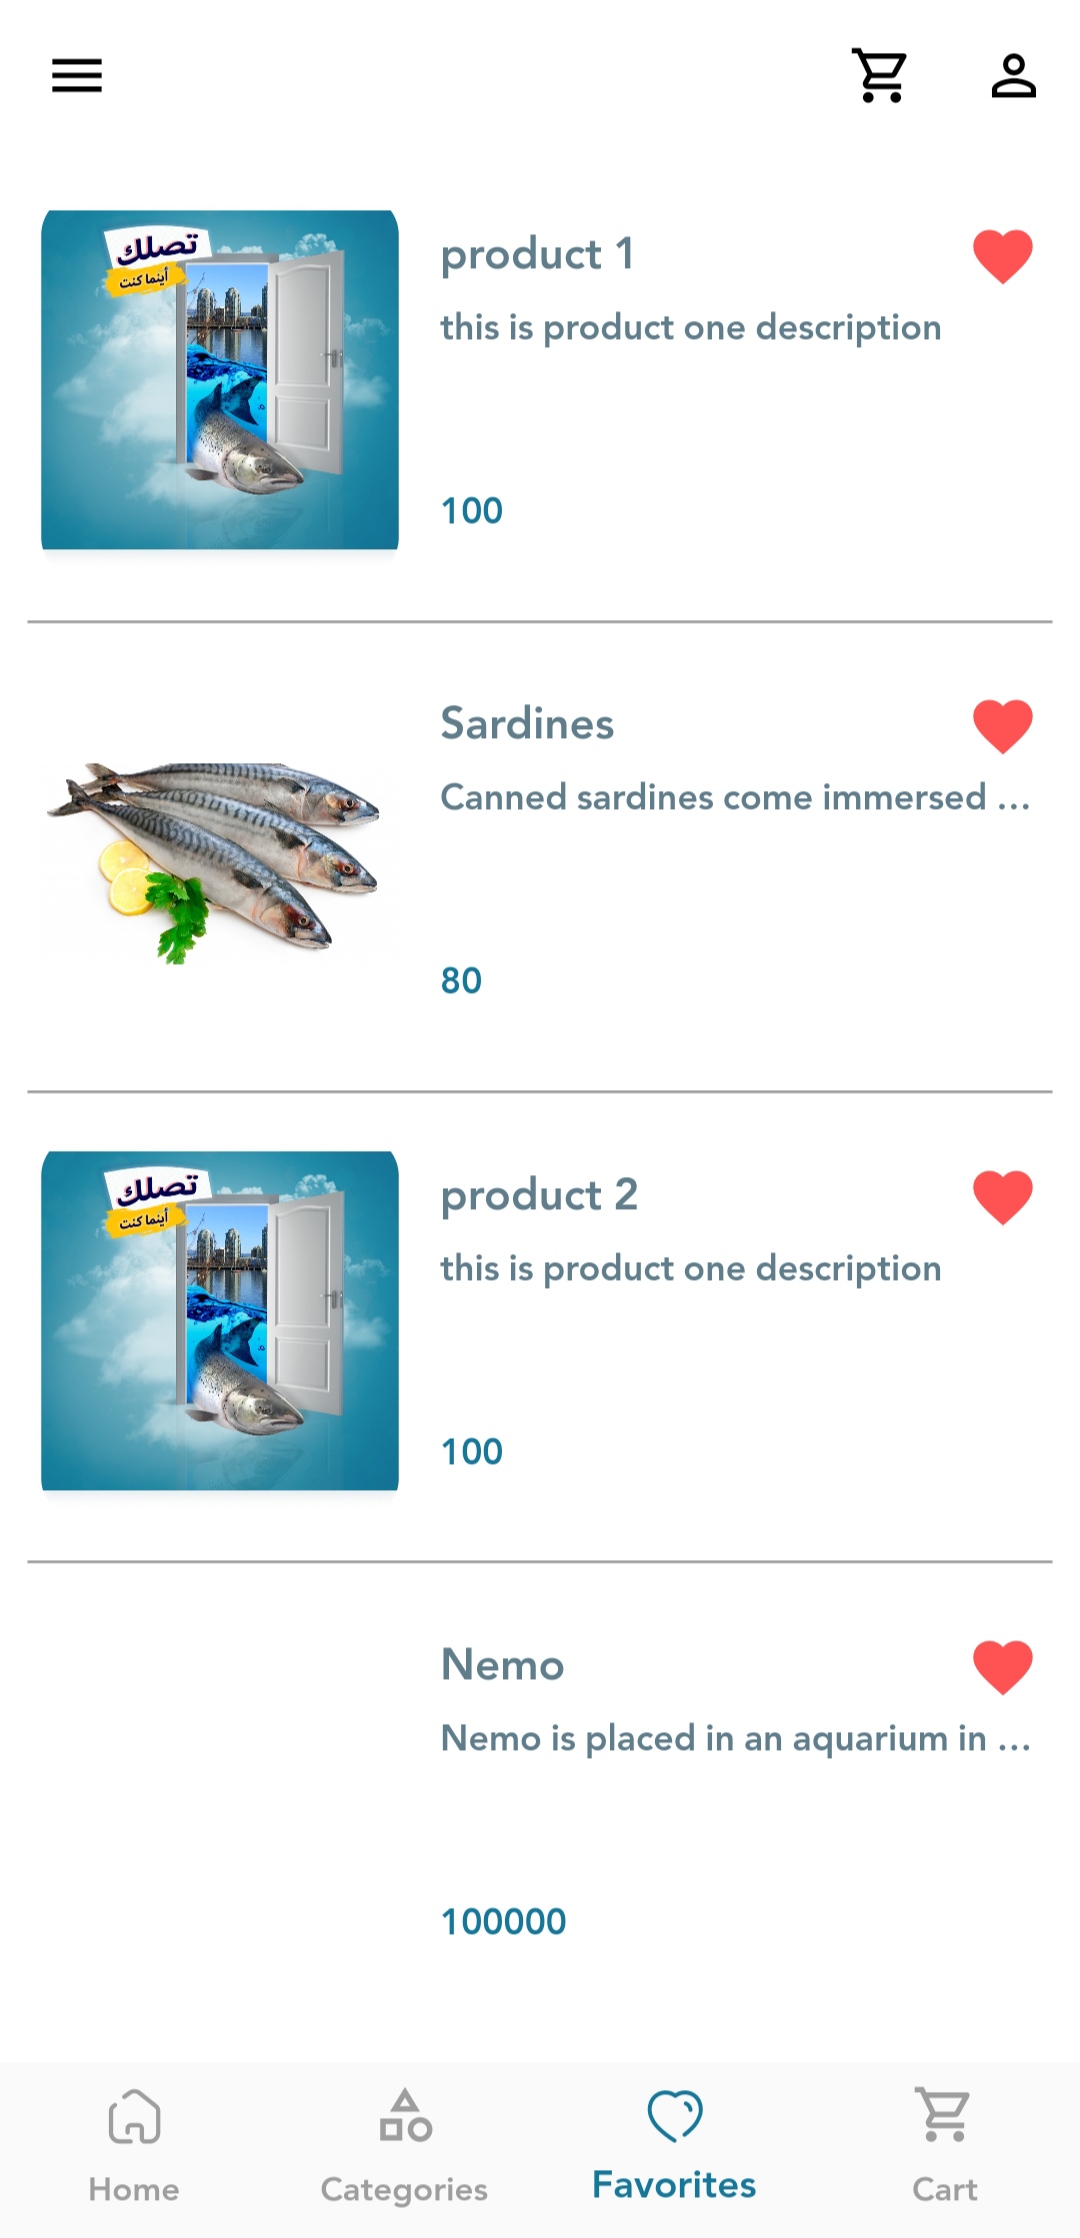 تصلك
أينما كنت
product 1
this is product one description
100
Sardines
Canned sardines come immersed ...
80
تصلك
أينما كنت
product 2
this is product one description
100
Nemo
Nemo is placed in an aquarium in ...
100000
Home
Categories
Favorites
Cart